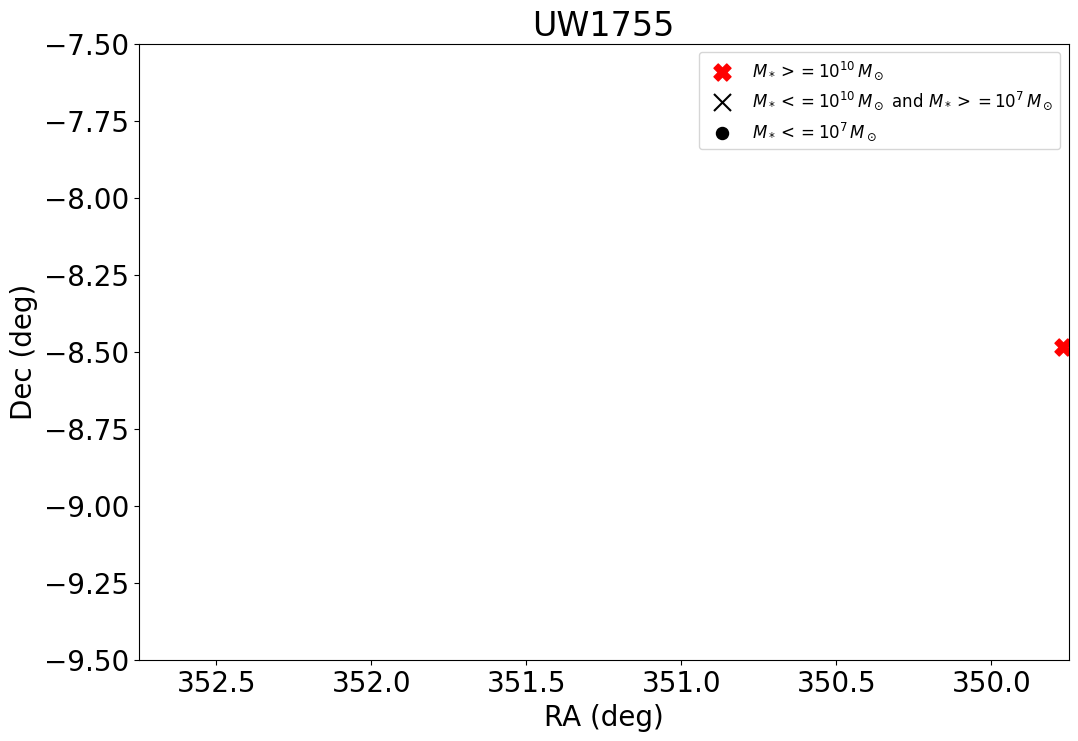 UW1755
−7.50
−7.75
−8.00
−8.25
−8.50
−8.75
−9.00
−9.25
−9.50
Dec (deg)
M* >= 10^10 M⊙
M* <= 10^10 M⊙ and M* >= 10^7 M⊙
M* <= 10^7 M⊙
352.5 352.0 351.5 351.0 350.5 350.0
RA (deg)